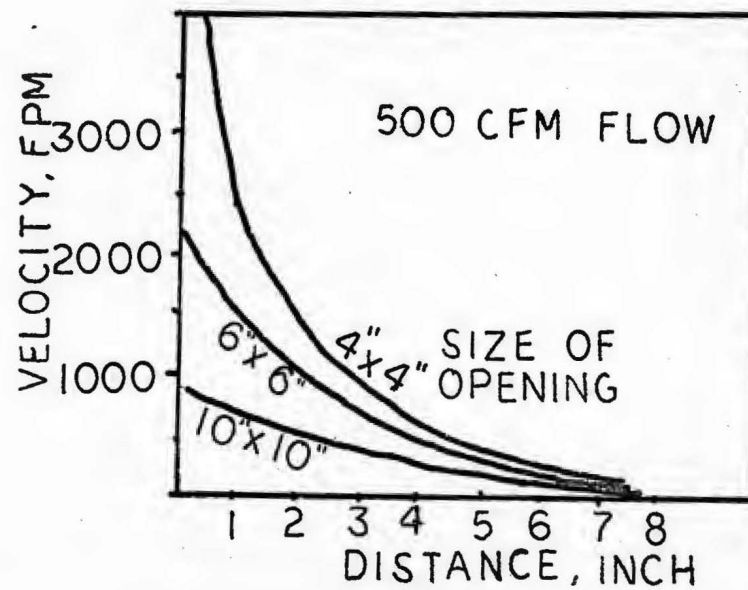 VELOCITY, FPM
3000
2000
1000
500 CFM FLOW
4"
x4"
SIZE OF
OPENING
6"x6"
10"x10"
1 2 3 4 5 6 7 8
DISTANCE, INCH